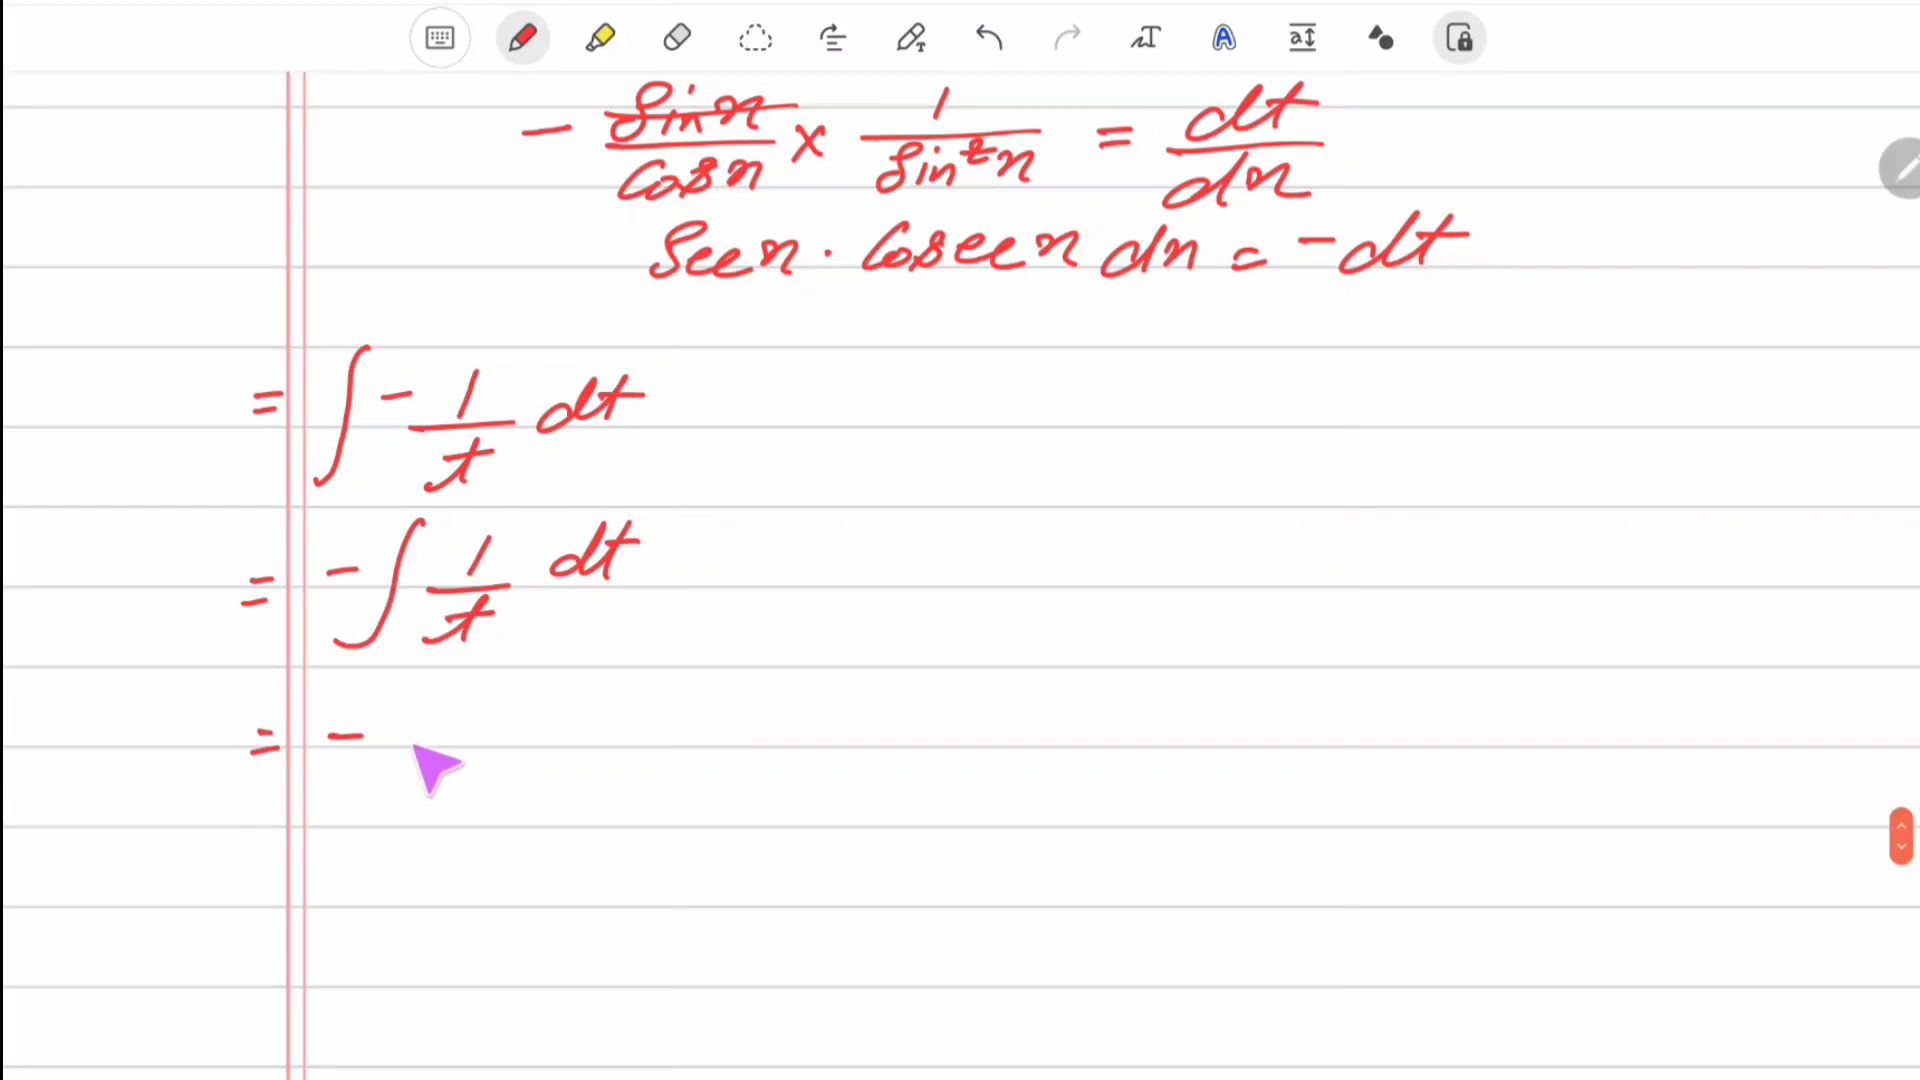 - sinx/cosx × 1/sin²x = dt/dx
secx . cosecx dx = -dt
= ∫ - 1/t dt
= - ∫ 1/t dt
= -